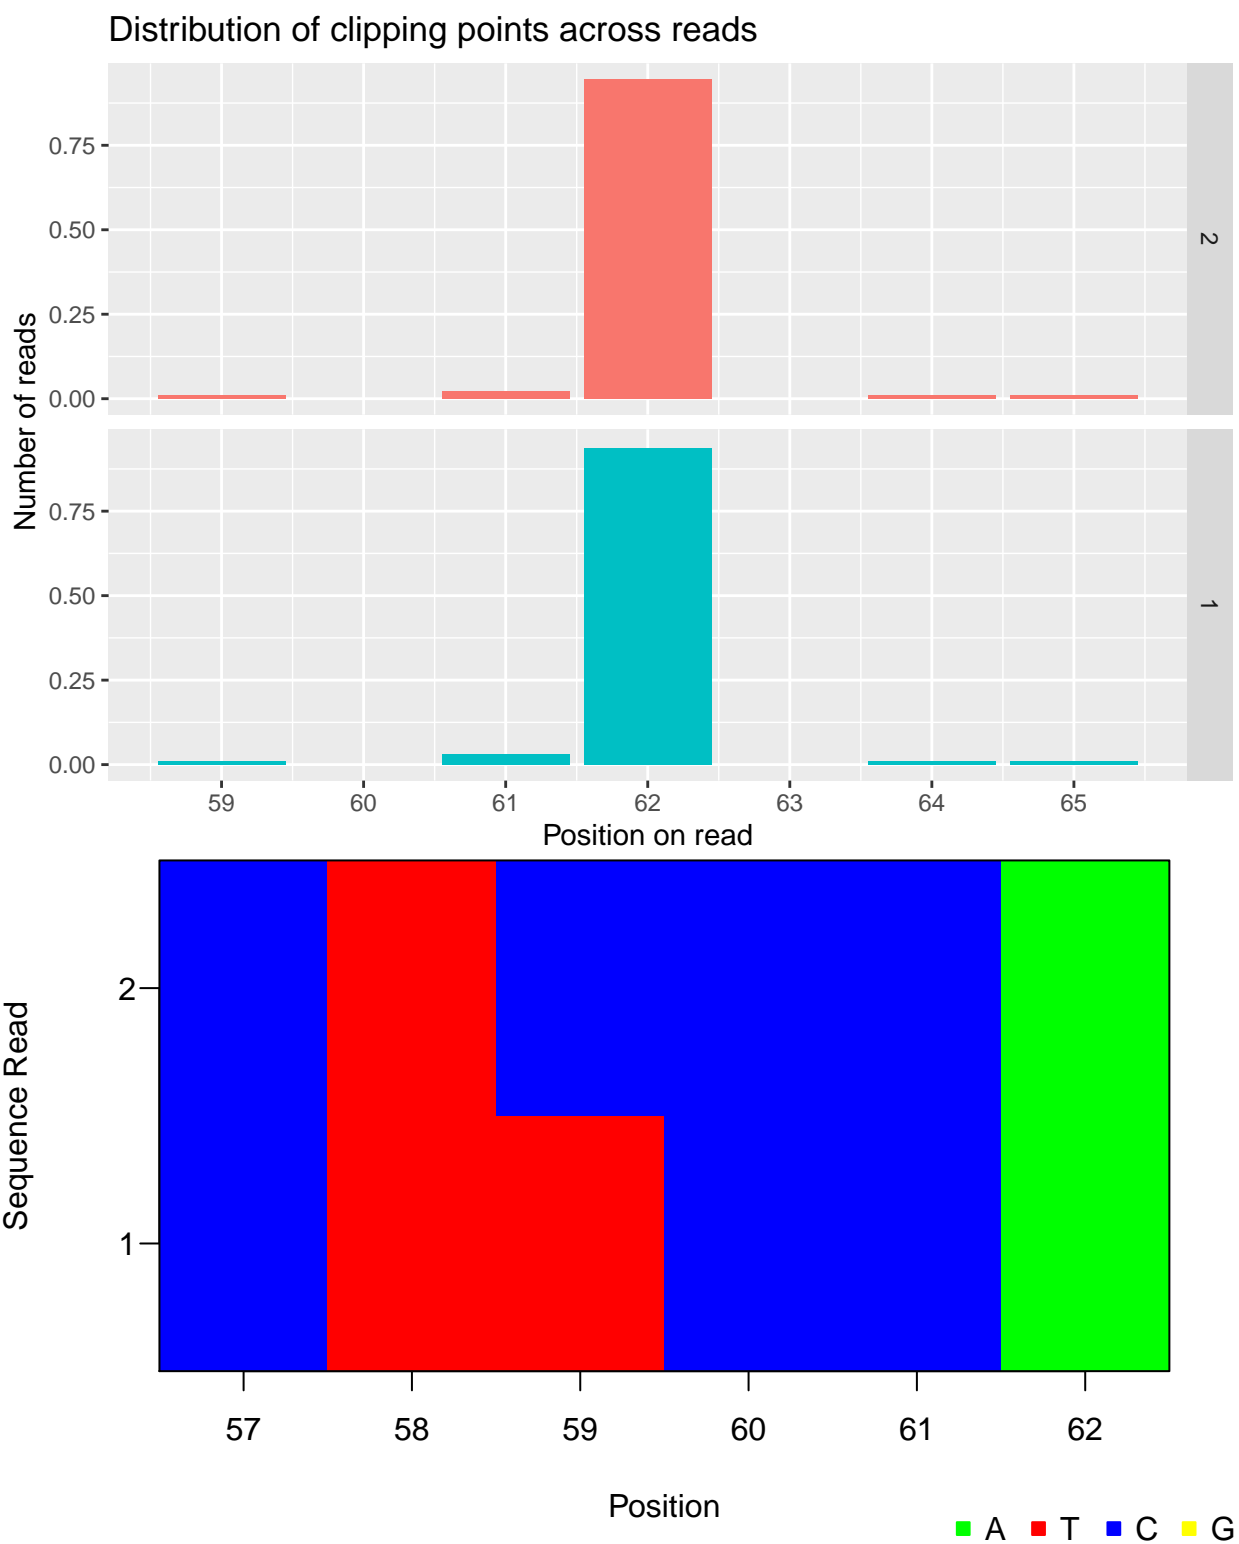 Distribution of clipping points across reads
Number of reads
0.75
0.50
0.25
0.00
2
0.75
0.50
0.25
0.00
1
59 60 61 62 63 64 65
Position on read
Sequence Read
2
1
57 58 59 60 61 62
Position
A T C G